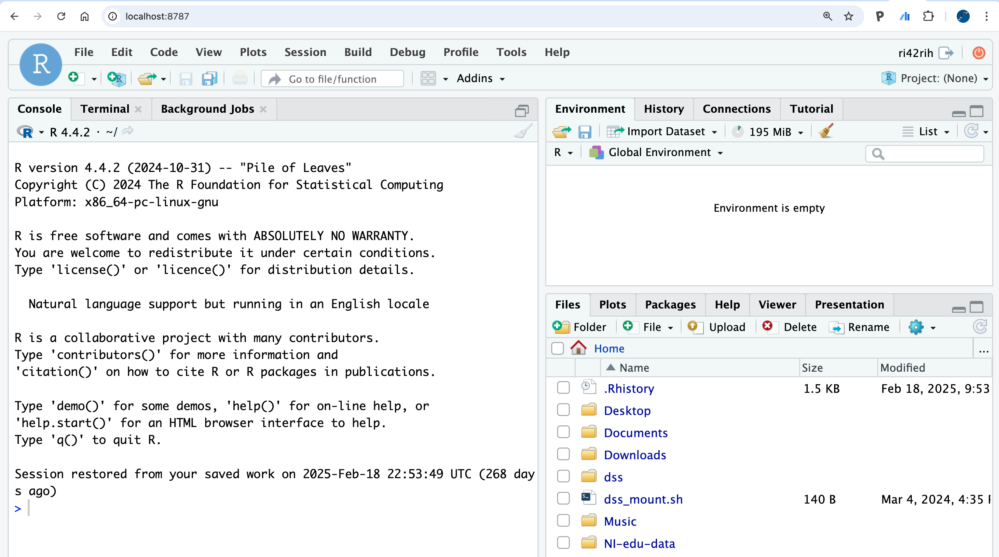 localhost:8787
File Edit Code View Plots Session Build Debug Profile Tools Help
ri42rih
Go to file/function
Addins
Project: (None)
Console Terminal Background Jobs
R 4.4.2 · ~/
R version 4.4.2 (2024-10-31) -- "Pile of Leaves"
Copyright (C) 2024 The R Foundation for Statistical Computing
Platform: x86_64-pc-linux-gnu
R is free software and comes with ABSOLUTELY NO WARRANTY.
You are welcome to redistribute it under certain conditions.
Type 'license()' or 'licence()' for distribution details.
Natural language support but running in an English locale
R is a collaborative project with many contributors.
Type 'contributors()' for more information and
'citation()' on how to cite R or R packages in publications.
Type 'demo()' for some demos, 'help()' for on-line help, or
'help.start()' for an HTML browser interface to help.
Type 'q()' to quit R.
Session restored from your saved work on 2025-Feb-18 22:53:49 UTC (268 day
s ago)
>
Environment History Connections Tutorial
Import Dataset 195 MiB List
R Global Environment
Environment is empty
Files Plots Packages Help Viewer Presentation
Folder File Upload Delete Rename
Home ...
Name Size Modified
.Rhistory 1.5 KB Feb 18, 2025, 9:53
Desktop
Documents
Downloads
dss
dss_mount.sh 140 B Mar 4, 2024, 4:35
Music
NI-edu-data